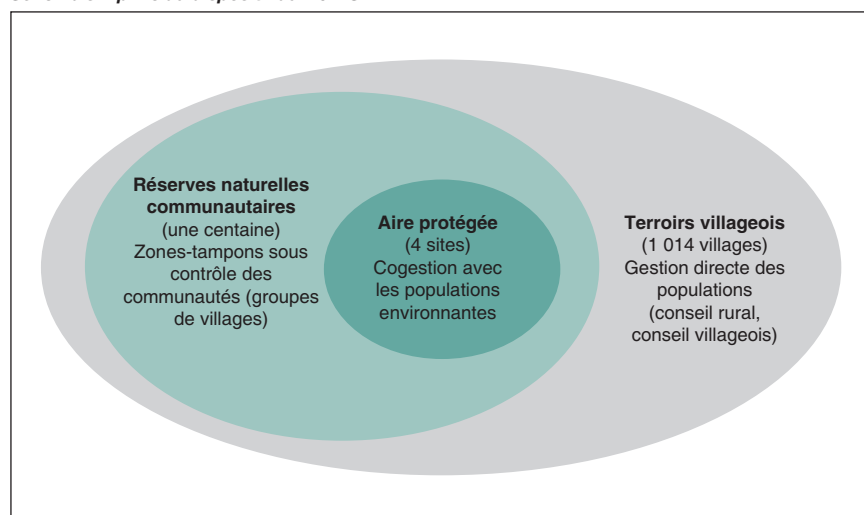 Réserves naturelles
communautaires
(une centaine)
Zones-tampons sous
contrôle des
communautés (groupes
de villages)
Aire protégée
(4 sites)
Cogestion avec
les populations
environnantes
Terroirs villageois
(1 014 villages)
Gestion directe des
populations
(conseil rural,
conseil villageois)